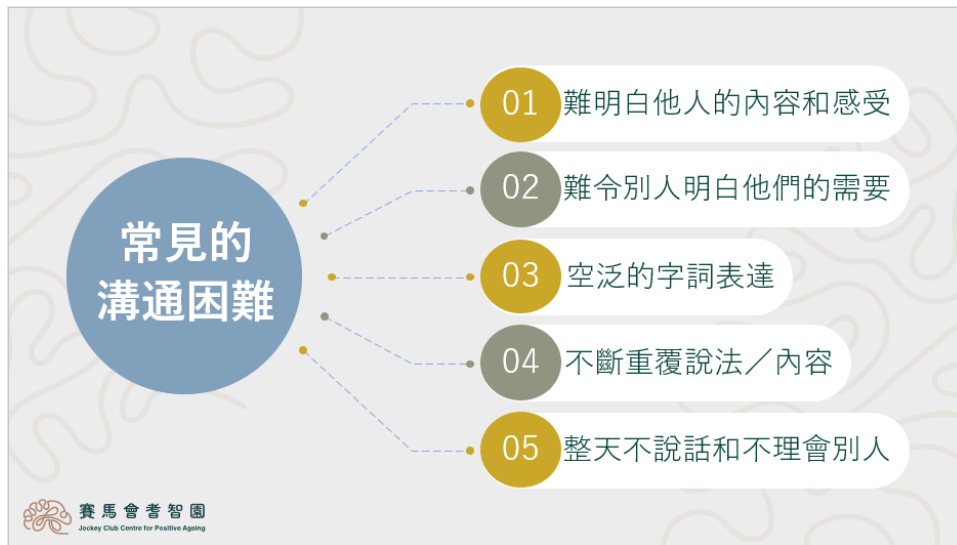 常見的
溝通困難
01 難明白他人的內容和感受
02 難令別人明白他們的需要
03 空泛的字詞表達
04 不斷重覆說法／內容
05 整天不說話和不理會別人
賽馬會耆智園
Jockey Club Centre for Positive Ageing